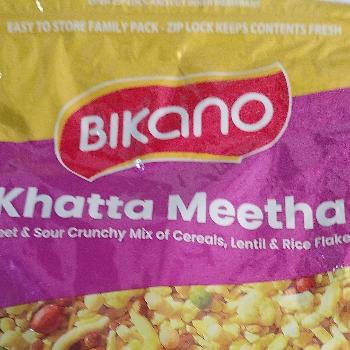 EASY TO STORE FAMILY PACK - ZIP LOCK KEEPS CONTENTS FRESH
BIKANO
Khatta Meetha
eet & Sour Crunchy Mix of Cereals, Lentil & Rice Flake